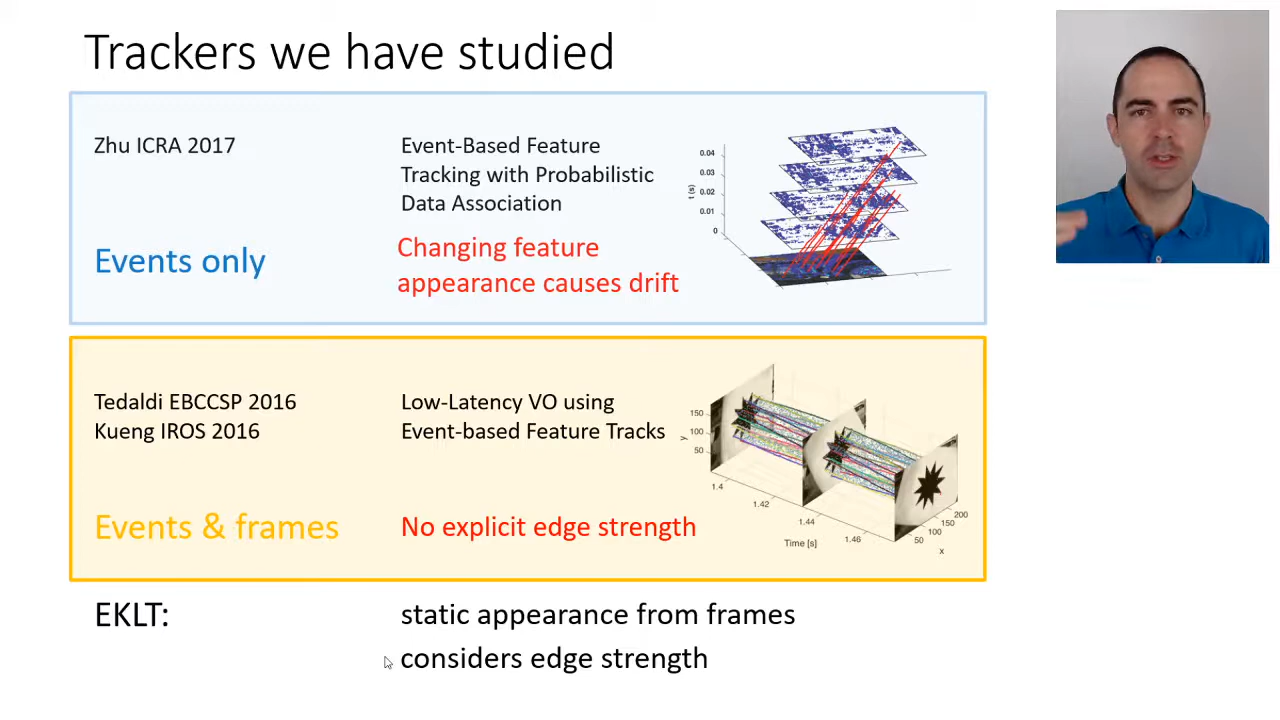 Trackers we have studied
Zhu ICRA 2017
Event-Based Feature
Tracking with Probabilistic
Data Association
Events only
Changing feature
appearance causes drift
0.04
0.03
0.02
0.01
0
t (s)
Tedaldi EBCCSP 2016
Kueng IROS 2016
Low-Latency VO using
Event-based Feature Tracks
Events & frames
No explicit edge strength
150
100
50
y
1.4
1.42
1.44
1.46
Time [s]
50
100
150
200
x
EKLT:
static appearance from frames
considers edge strength